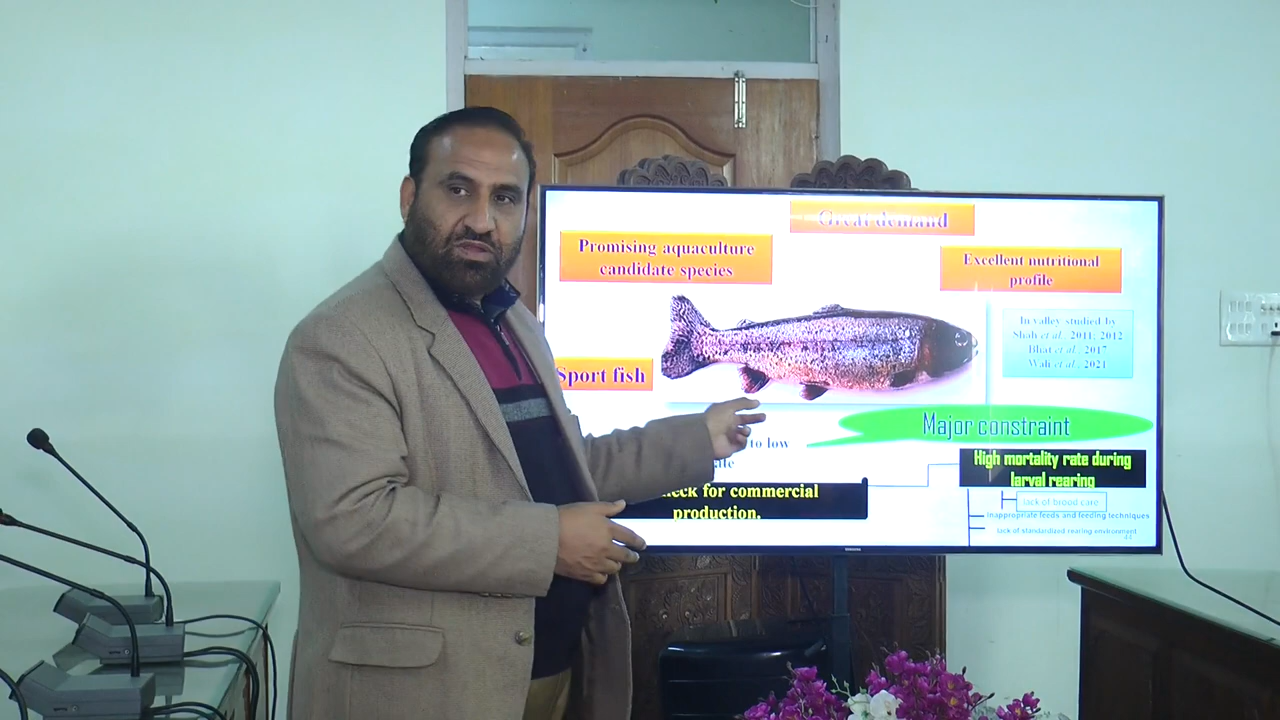 Great demand
Promising aquaculture
candidate species
Excellent nutritional
profile
In valley studied by
Shah et al., 2011; 2012
Bhat et al., 2017
Wali et al., 2021
Sport fish
Major constraint
to low
High mortality rate during
larval rearing
for commercial
production.
lack of brood care
Inappropriate feeds and feeding techniques
lack of standardized rearing environment
44